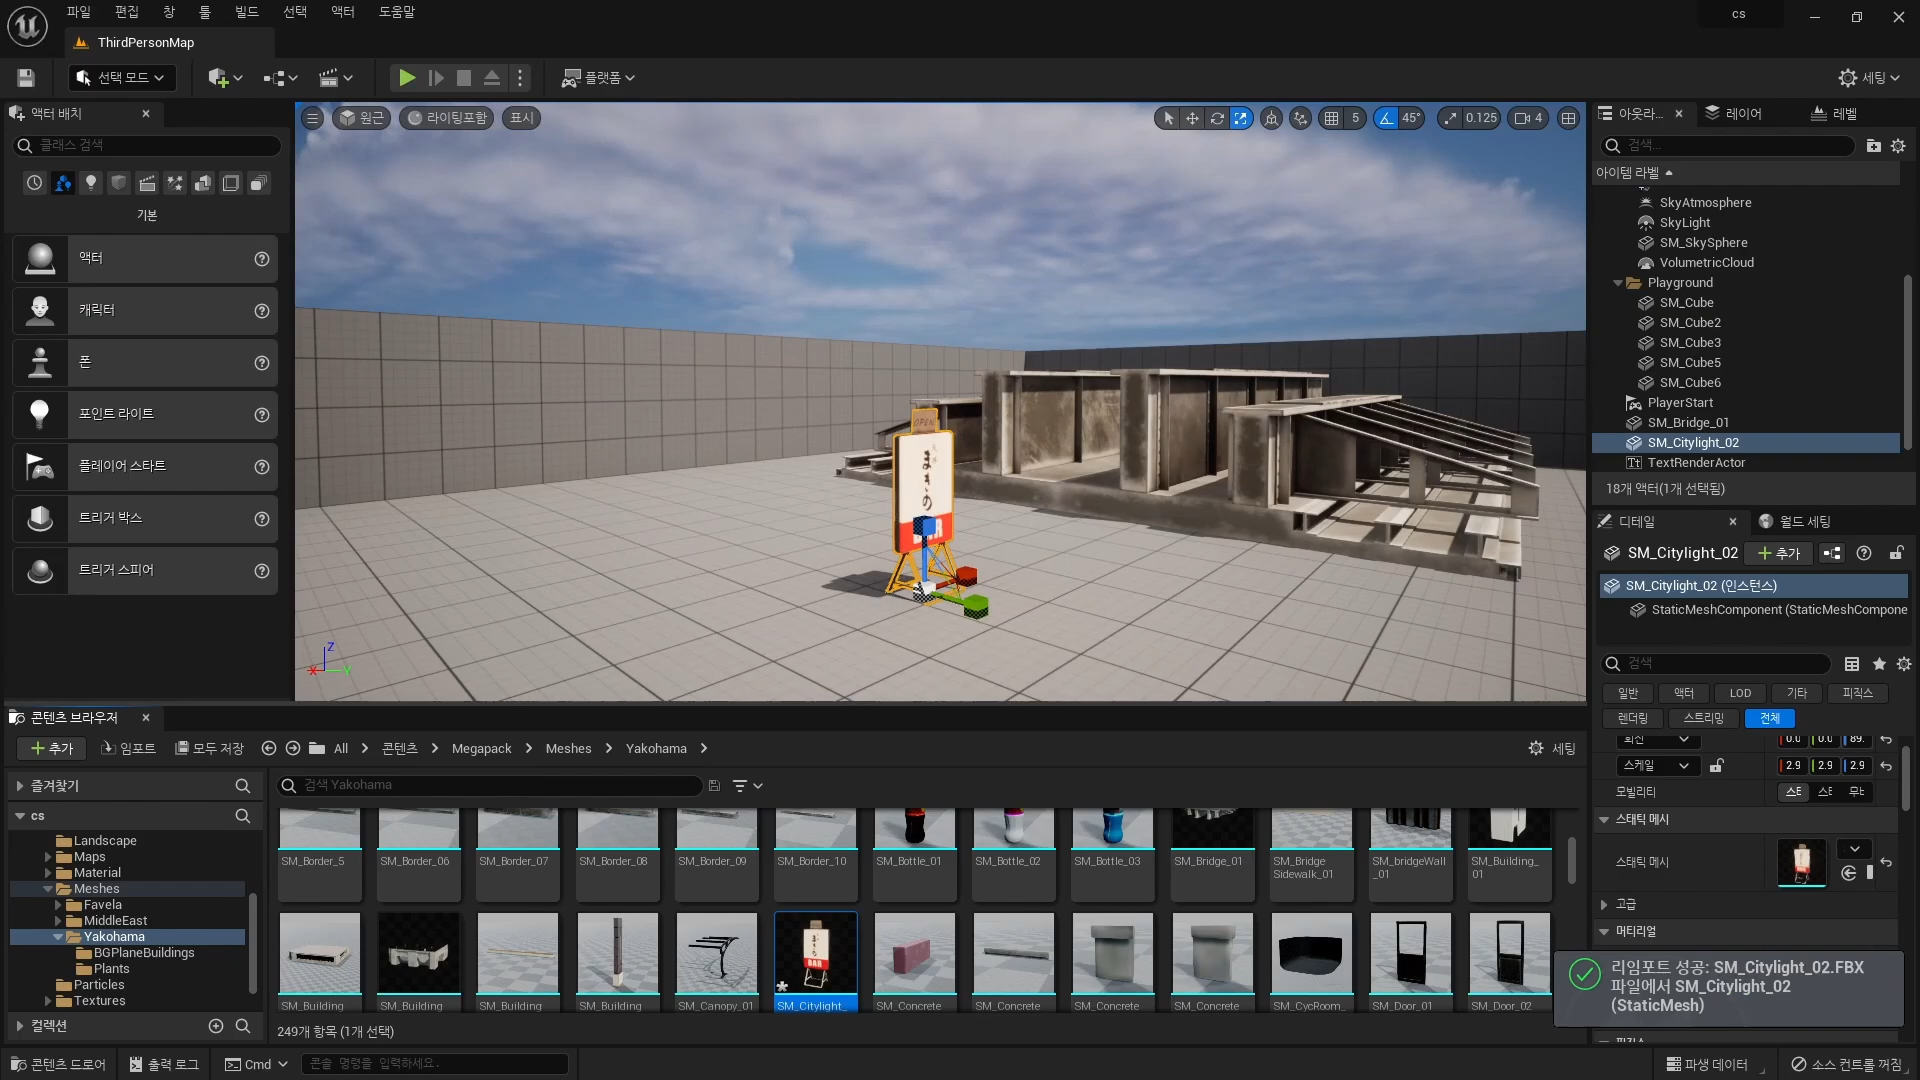 파일
편집
창
툴
빌드
선택
액터
도움말
cs
ThirdPersonMap
선택 모드
플랫폼
세팅
액터 배치
클래스 검색
기본
액터
캐릭터
폰
포인트 라이트
플레이어 스타트
트리거 박스
트리거 스피어
원근
라이팅포함
표시
5
45°
0.125
4
OPEN
まきの
BAR
Z
X
Y
아웃라...
레이어
레벨
검색...
아이템 라벨
SkyAtmosphere
SkyLight
SM_SkySphere
VolumetricCloud
Playground
SM_Cube
SM_Cube2
SM_Cube3
SM_Cube5
SM_Cube6
PlayerStart
SM_Bridge_01
SM_Citylight_02
TextRenderActor
18개 액터(1개 선택됨)
디테일
월드 세팅
SM_Citylight_02
추가
SM_Citylight_02 (인스턴스)
StaticMeshComponent (StaticMeshCompone
검색
일반
액터
LOD
기타
피직스
렌더링
스트리밍
전체
회전
0.0
0.0
89.
스케일
2.9
2.9
2.9
모빌리티
스태틱 메시
스태틱 메시
고급
머티리얼
리임포트 성공: SM_Citylight_02.FBX
파일에서 SM_Citylight_02
(StaticMesh)
콘텐츠 브라우저
추가
임포트
모두 저장
All
콘텐츠
Megapack
Meshes
Yakohama
세팅
즐겨찾기
cs
Landscape
Maps
Material
Meshes
Favela
MiddleEast
Yakohama
BGPlaneBuildings
Plants
Particles
Textures
컬렉션
검색 Yakohama
SM_Border_5
SM_Border_06
SM_Border_07
SM_Border_08
SM_Border_09
SM_Border_10
SM_Bottle_01
SM_Bottle_02
SM_Bottle_03
SM_Bridge_01
SM_Bridge
Sidewalk_01
SM_bridgeWall
_01
SM_Building_
01
BAR
SM_Building
SM_Building
SM_Building
SM_Building
SM_Canopy_01
SM_Citylight_
SM_Concrete
SM_Concrete
SM_Concrete
SM_Concrete
SM_CycRoom_
SM_Door_01
SM_Door_02
249개 항목 (1개 선택)
콘텐츠 드로어
출력 로그
Cmd
콘솔 명령을 입력하세요.
파생 데이터
소스 컨트롤 꺼짐